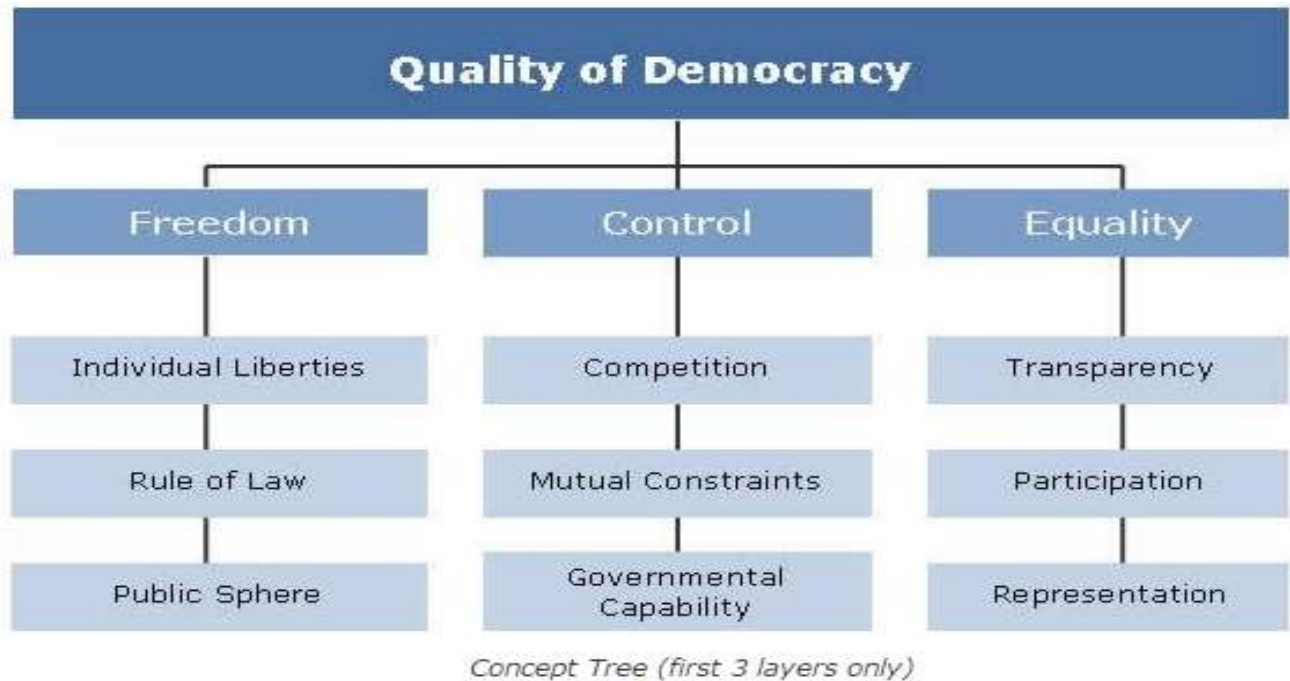 Quality of Democracy
Freedom
Control
Equality
Individual Liberties
Competition
Transparency
Rule of Law
Mutual Constraints
Participation
Public Sphere
Governmental
Capability
Representation
Concept Tree (first 3 layers only)